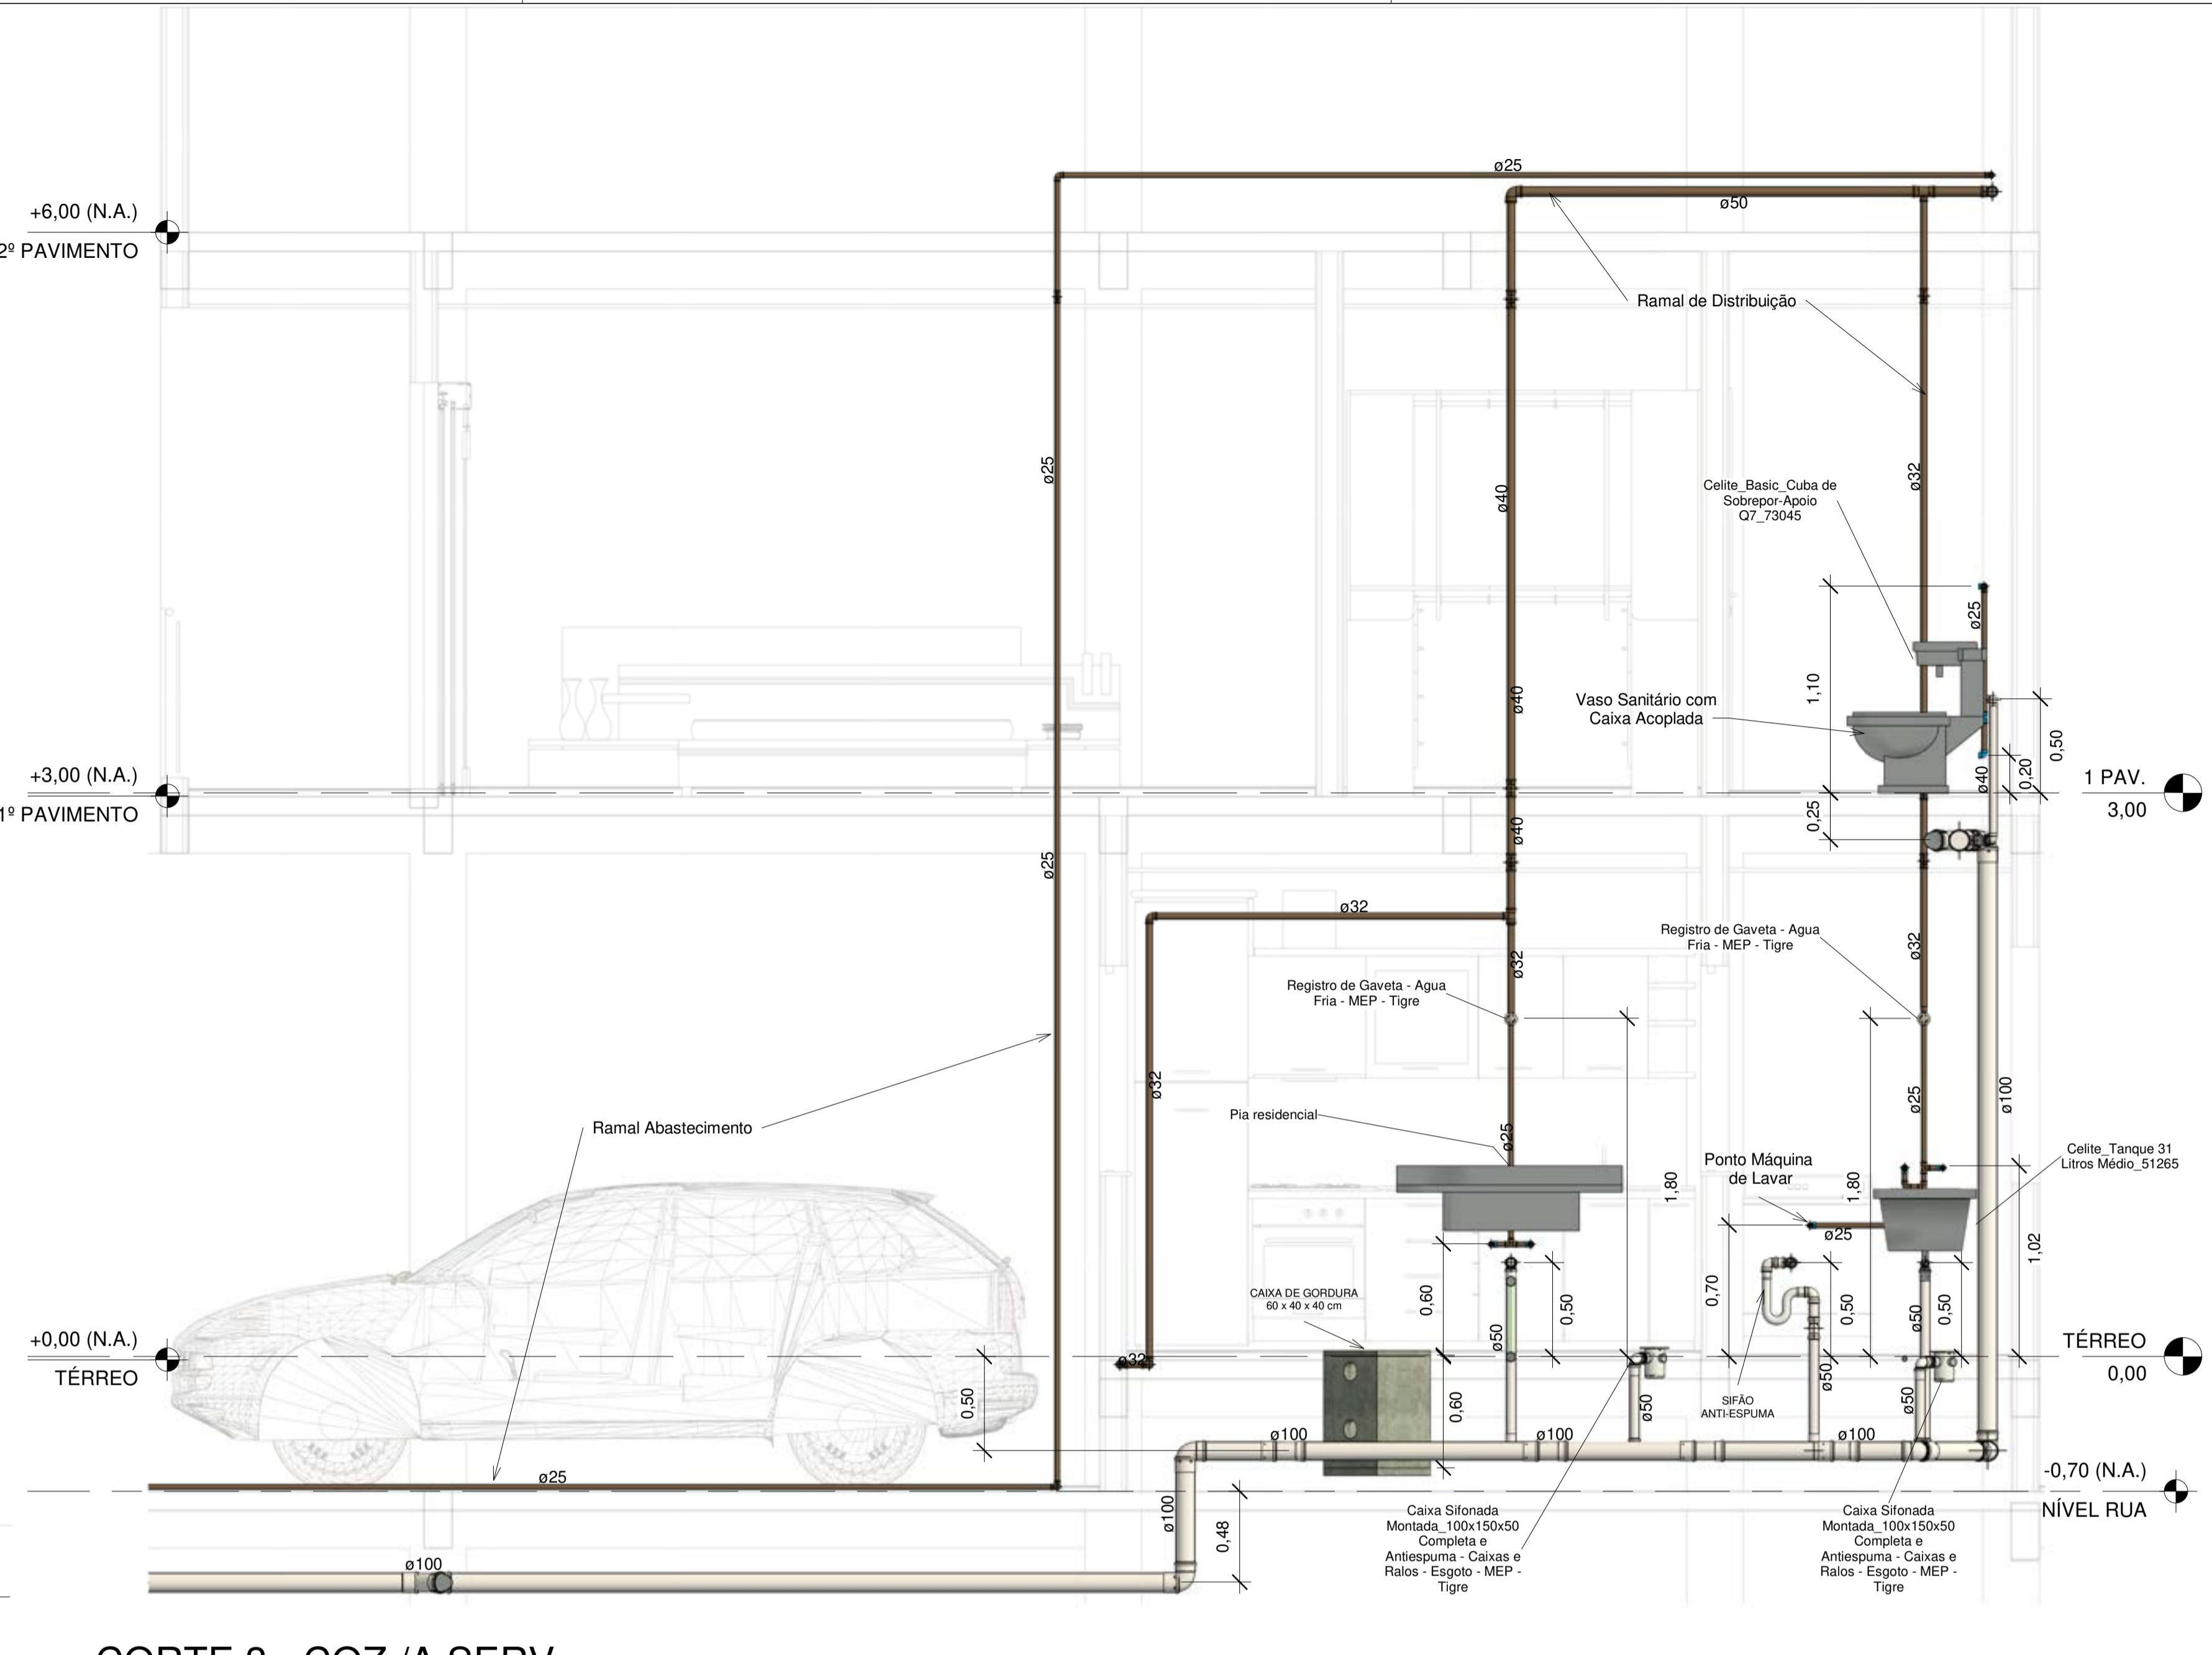 ø25
ø50
+6,00 (N.A.)
2º PAVIMENTO
Ramal de Distribuição
ø25
ø40
ø32
Celite_Basic_Cuba de
Sobrepor-Apoio
Q7_73045
ø25
1,10
ø40
Vaso Sanitário com
Caixa Acoplada
0,50
0,20
ø40
+3,00 (N.A.)
1º PAVIMENTO
1 PAV.
3,00
0,25
ø40
ø25
ø32
ø32
Registro de Gaveta - Agua
Fria - MEP - Tigre
ø32
Registro de Gaveta - Agua
Fria - MEP - Tigre
ø32
ø25
ø100
Pia residencial
Ramal Abastecimento
ø25
Ponto Máquina
de Lavar
Celite_Tanque 31
Litros Médio_51265
1,80
1,80
ø25
1,02
0,70
CAIXA DE GORDURA
60 x 40 x 40 cm
0,60
0,50
0,50
0,50
ø50
ø50
+0,00 (N.A.)
TÉRREO
TÉRREO
0,00
ø32
0,50
0,60
ø50
SIFÃO
ANTI-ESPUMA
ø50
ø50
ø100
ø100
ø100
ø25
-0,70 (N.A.)
NÍVEL RUA
ø100
0,48
Caixa Sifonada
Montada_100x150x50
Completa e
Antiespuma - Caixas e
Ralos - Esgoto - MEP -
Tigre
Caixa Sifonada
Montada_100x150x50
Completa e
Antiespuma - Caixas e
Ralos - Esgoto - MEP -
Tigre
ø100